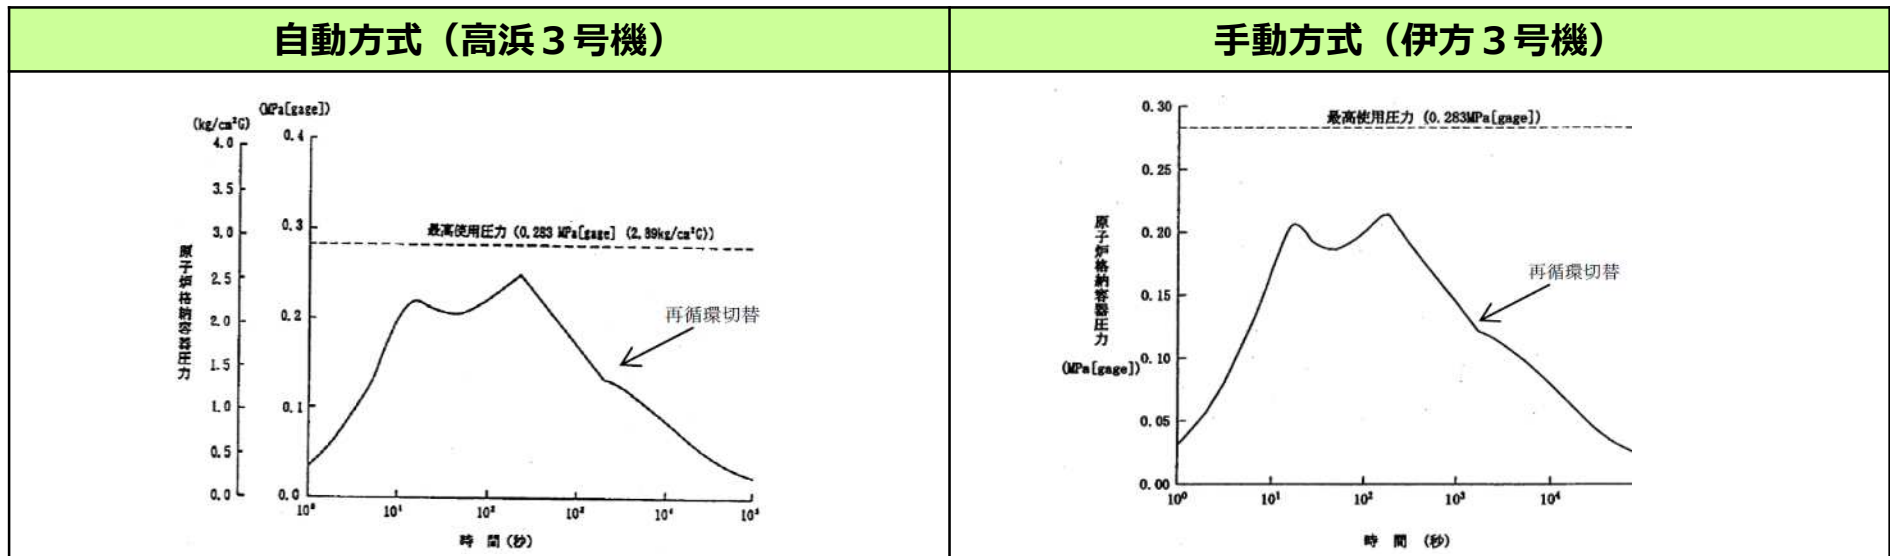 自動方式（高浜３号機）
手動方式（伊方３号機）
(kg/cm²G)
(MPa[gage])
4.0
3.5
3.0
2.5
2.0
1.5
1.0
0.5
0.0
0.4
0.3
0.2
0.1
0.0
原子炉格納容器圧力
最高使用圧力 (0.283 MPa[gage] (2.89kg/cm²G))
再循環切替
10⁰
10¹
10²
10³
10⁴
10⁵
時 間 (秒)
0.30
0.25
0.20
0.15
0.10
0.05
0.00
原子炉格納容器圧力
(MPa[gage])
最高使用圧力 (0.283MPa[gage])
再循環切替
10⁰
10¹
10²
10³
10⁴
時 間 (秒)